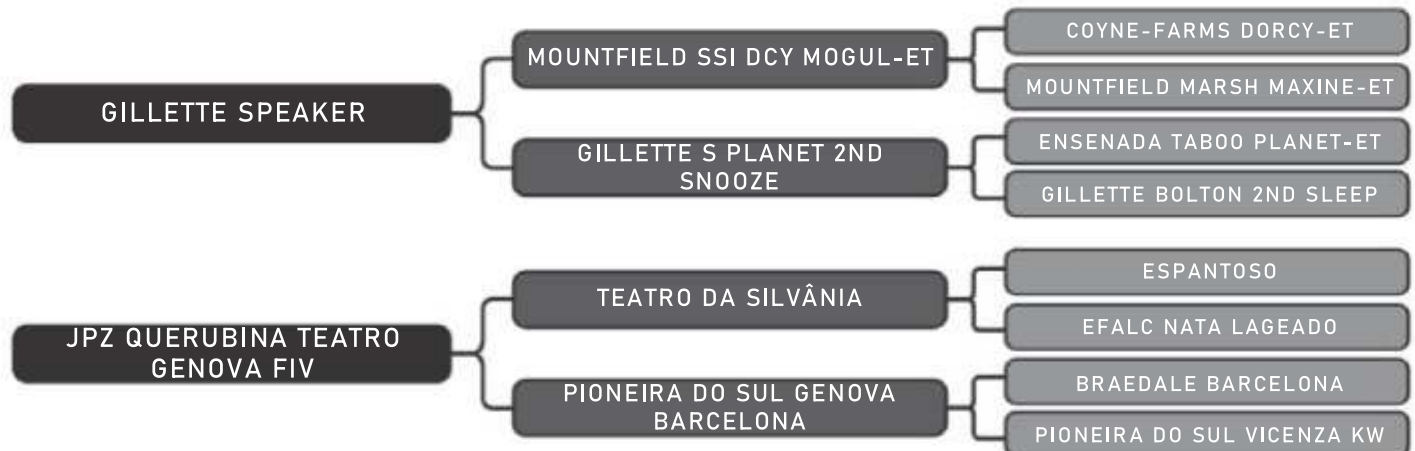 COYNE-FARMS DORCY-ET
MOUNTFIELD SSI DCY MOGUL-ET
MOUNTFIELD MARSH MAXINE-ET
GILLETTE SPEAKER
ENSENADA TABOO PLANET-ET
GILLETTE S PLANET 2ND
SNOOZE
GILLETTE BOLTON 2ND SLEEP
ESPANTOSO
TEATRO DA SILVÂNIA
EFALC NATA LAGEADO
JPZ QUERUBINA TEATRO
GENOVA FIV
BRAEDALE BARCELONA
PIONEIRA DO SUL GENOVA
BARCELONA
PIONEIRA DO SUL VICENZA KW